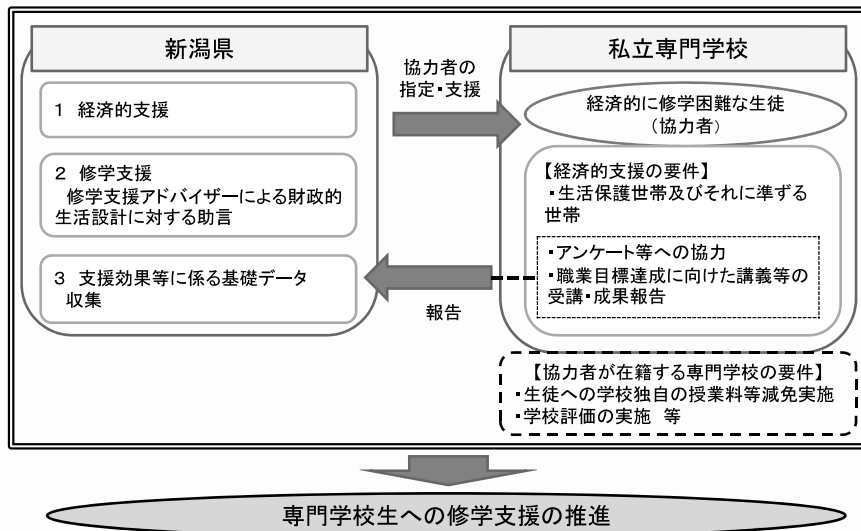 新潟県
1 経済的支援
2 修学支援
修学支援アドバイザーによる財政的
生活設計に対する助言
3 支援効果等に係る基礎データ
収集
協力者の
指定・支援
報告
私立専門学校
経済的に修学困難な生徒
（協力者）
【経済的支援の要件】
・生活保護世帯及びそれに準ずる
世帯
・アンケート等への協力
・職業目標達成に向けた講義等の
受講・成果報告
【協力者が在籍する専門学校の要件】
・生徒への学校独自の授業料等減免実施
・学校評価の実施 等
専門学校生への修学支援の推進